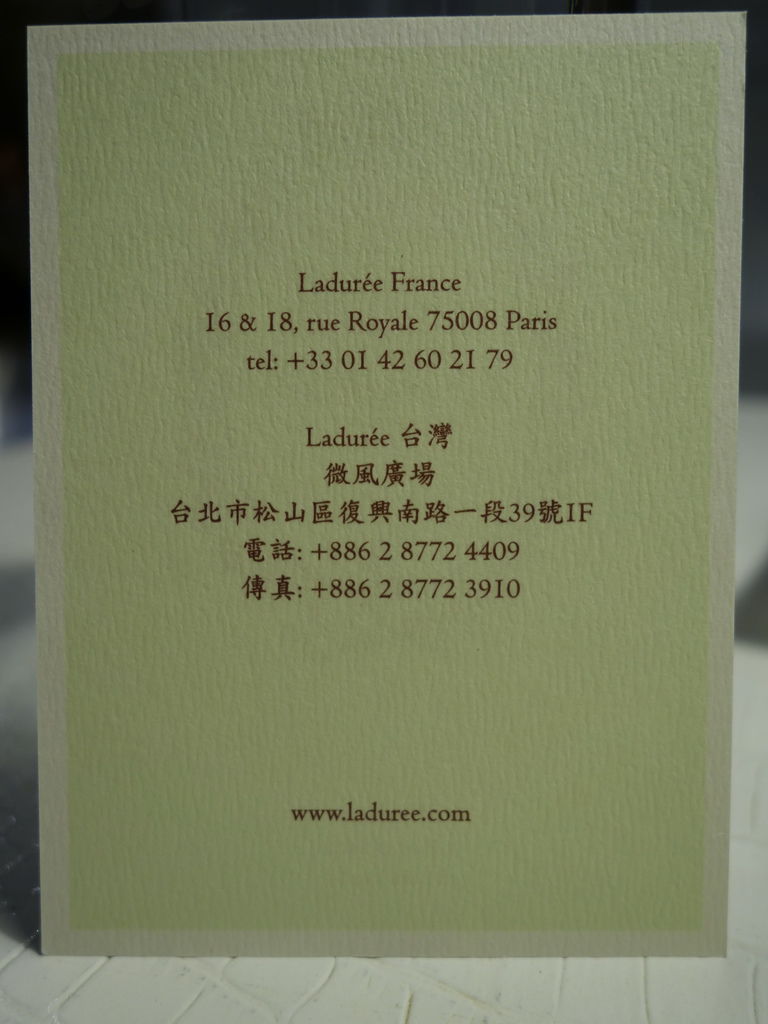 Ladurée France
16 & 18, rue Royale 75008 Paris
tel: +33 01 42 60 21 79
Ladurée 台灣
微風廣場
台北市松山區復興南路一段39號1F
電話: +886 2 8772 4409
傳真: +886 2 8772 3910
www.laduree.com